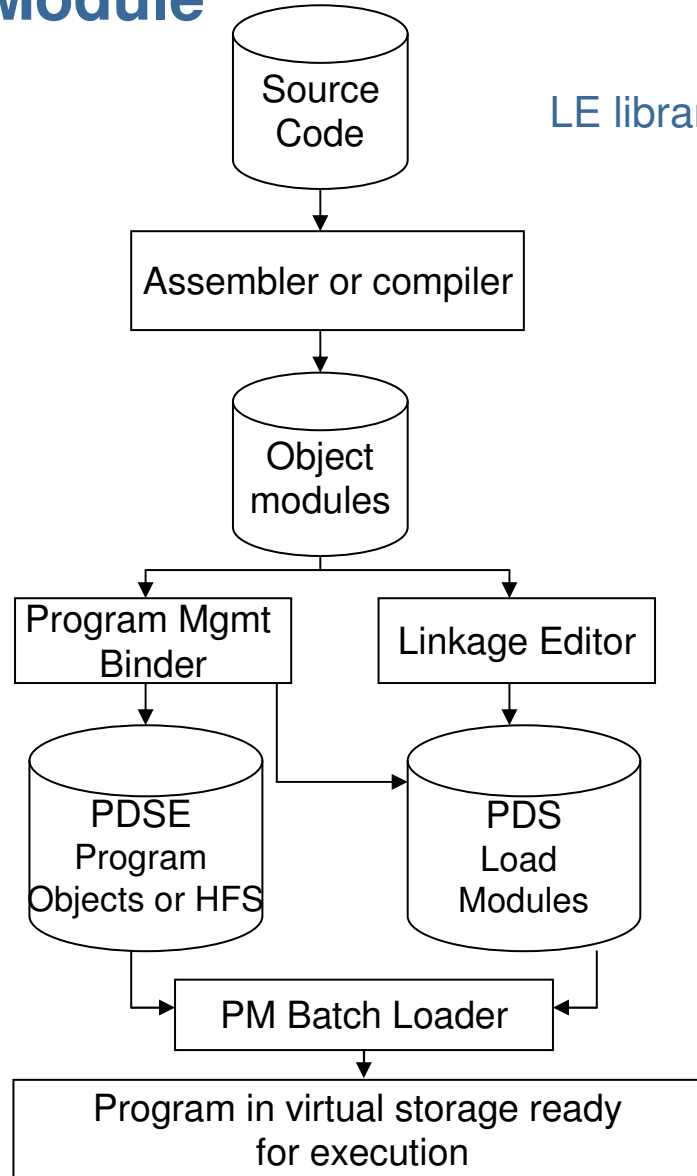 Module
Source
Code
LE librar
Assembler or compiler
Object
modules
Program Mgmt
Binder
Linkage Editor
PDSE
Program
Objects or HFS
PDS
Load
Modules
PM Batch Loader
Program in virtual storage ready
for execution